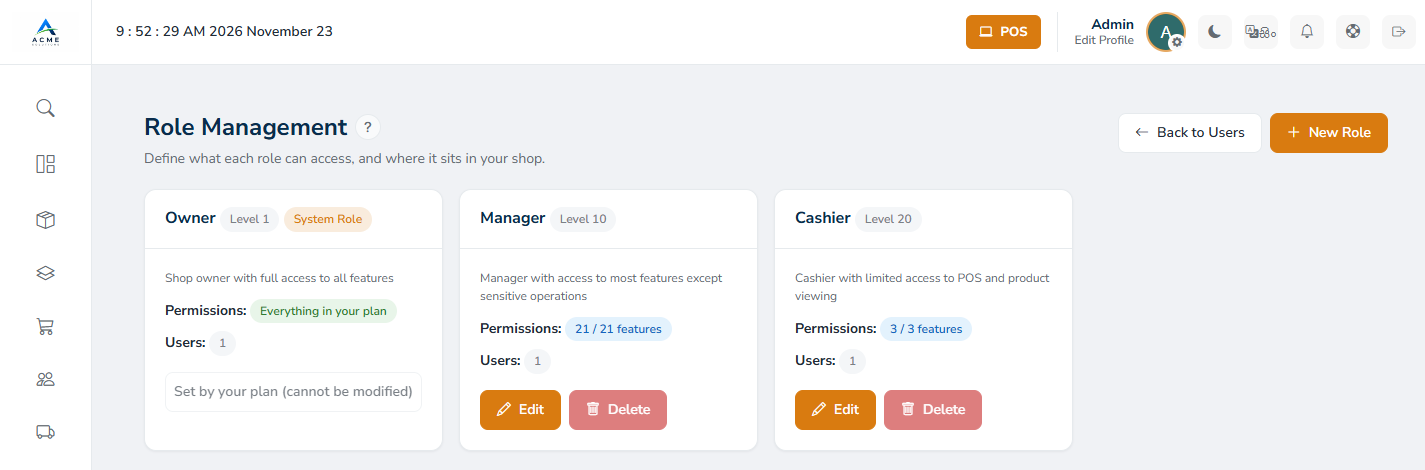 ACME
9 : 52 : 29 AM 2026 November 23
POS
Admin
Edit Profile
A
Role Management ?
Define what each role can access, and where it sits in your shop.
Back to Users
New Role
Owner Level 1 System Role
Shop owner with full access to all features
Permissions: Everything in your plan
Users: 1
Set by your plan (cannot be modified)
Manager Level 10
Manager with access to most features except
sensitive operations
Permissions: 21 / 21 features
Users: 1
Edit Delete
Cashier Level 20
Cashier with limited access to POS and product
viewing
Permissions: 3 / 3 features
Users: 1
Edit Delete